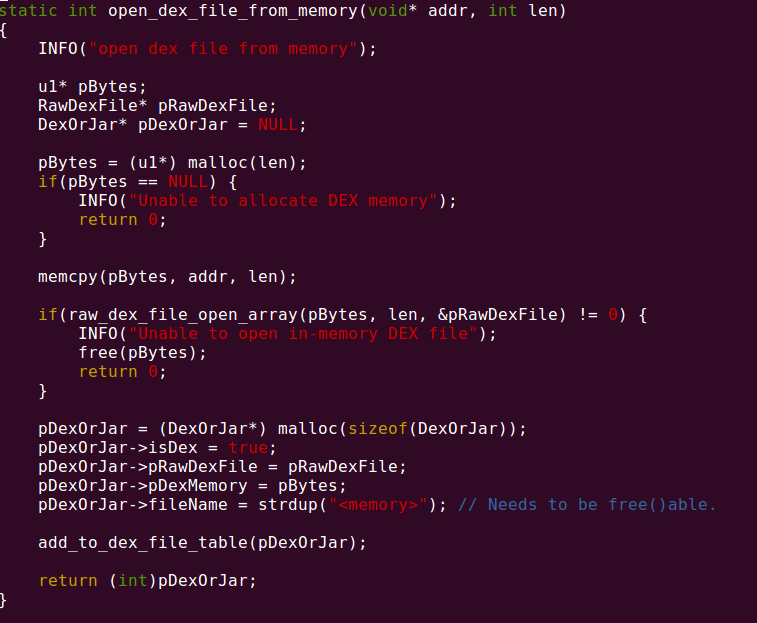 static int open_dex_file_from_memory(void* addr, int len)
{
    INFO("open dex file from memory");

    u1* pBytes;
    RawDexFile* pRawDexFile;
    DexOrJar* pDexOrJar = NULL;

    pBytes = (u1*) malloc(len);
    if(pBytes == NULL) {
        INFO("Unable to allocate DEX memory");
        return 0;
    }

    memcpy(pBytes, addr, len);

    if(raw_dex_file_open_array(pBytes, len, &pRawDexFile) != 0) {
        INFO("Unable to open in-memory DEX file");
        free(pBytes);
        return 0;
    }

    pDexOrJar = (DexOrJar*) malloc(sizeof(DexOrJar));
    pDexOrJar->isDex = true;
    pDexOrJar->pRawDexFile = pRawDexFile;
    pDexOrJar->pDexMemory = pBytes;
    pDexOrJar->fileName = strdup("<memory>"); // Needs to be free()able.

    add_to_dex_file_table(pDexOrJar);

    return (int)pDexOrJar;
}